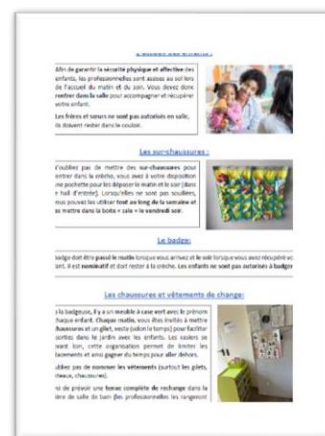 Afin de garantir la sécurité physique et affective des
enfants, les professionnelles sont assises au sol lors
de l'accueil du matin et du soir. Vous devez donc
rentrer dans la salle pour accompagner et récupérer
votre enfant.
Les frères et sœurs ne sont pas autorisés en salle,
ils doivent rester dans le couloir.
Les sur-chaussures :
N'oubliez pas de mettre des sur-chaussures pour
entrer dans la crèche, vous avez à votre disposition
une pochette pour les déposer le matin et le soir (dans
le hall d'entrée). Lorsqu'elles ne sont pas souillées,
vous pouvez les utiliser tout au long de la semaine et
les mettre dans la boîte « sale » le vendredi soir.
Le badge:
badge doit être passé le matin lorsque vous arrivez et le soir lorsque vous avez récupéré vo
ant. Il est nominatif et doit rester à la crèche. Les enfants ne sont pas autorisés à badger
Les chaussures et vêtements de change:
s la badgeuse, il y a un meuble à case vert avec le prénom
chaque enfant. Chaque matin, vous êtes invités à mettre
chaussures et un gilet, veste (selon le temps) pour faciliter
sorties dans le jardin avec les enfants. Les casiers se
vant loin, cette organisation permet de limiter les
lacements et ainsi gagner du temps pour aller dehors.
ubliez pas de nommer les vêtements (surtout les gilets,
teaux, chaussures).
ci de prévoir une tenue complète de rechange dans la
ière de salle de bain (les professionnelles les rangeront